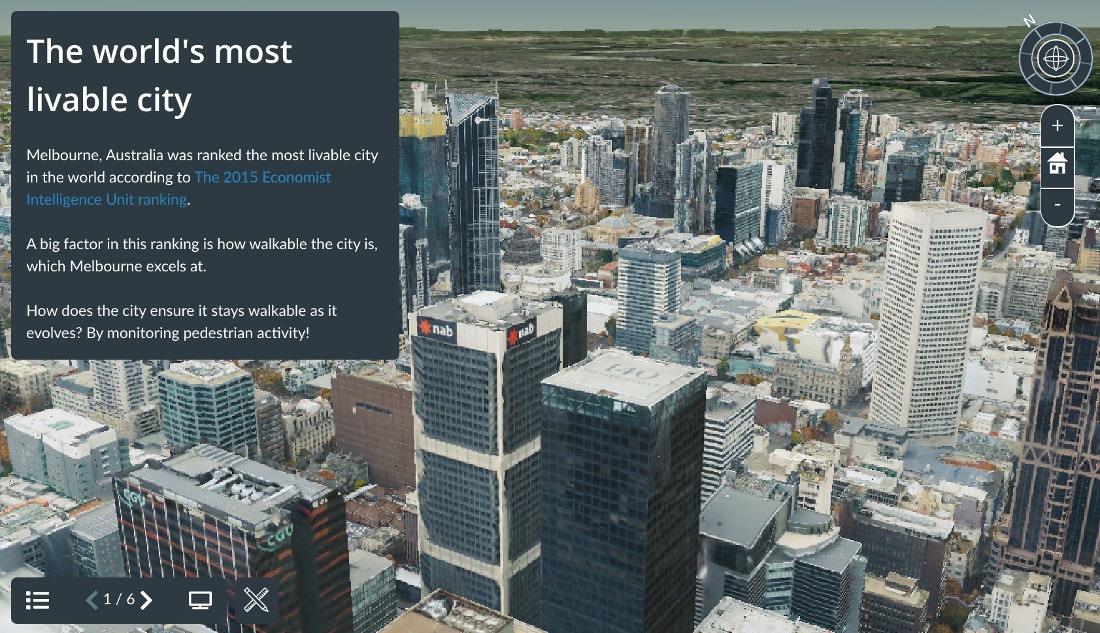 The world's most
livable city
Melbourne, Australia was ranked the most livable city
in the world according to The 2015 Economist
Intelligence Unit ranking.
A big factor in this ranking is how walkable the city is,
which Melbourne excels at.
How does the city ensure it stays walkable as it
evolves? By monitoring pedestrian activity!
N
+
-
nab
nab
1 / 6